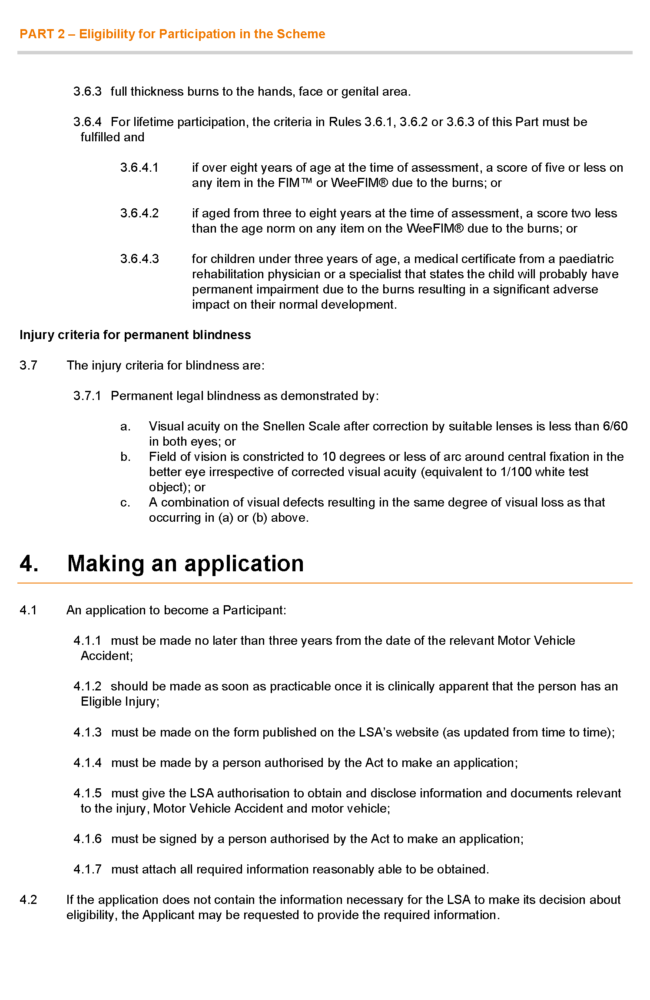 PART 2 – Eligibility for Participation in the Scheme
3.6.3 full thickness burns to the hands, face or genital area.
3.6.4 For lifetime participation, the criteria in Rules 3.6.1, 3.6.2 or 3.6.3 of this Part must be
fulfilled and
3.6.4.1 if over eight years of age at the time of assessment, a score of five or less on
any item in the FIM™ or WeeFIM® due to the burns; or
3.6.4.2 if aged from three to eight years at the time of assessment, a score two less
than the age norm on any item on the WeeFIM® due to the burns; or
3.6.4.3 for children under three years of age, a medical certificate from a paediatric
rehabilitation physician or a specialist that states the child will probably have
permanent impairment due to the burns resulting in a significant adverse
impact on their normal development.
Injury criteria for permanent blindness
3.7 The injury criteria for blindness are:
3.7.1 Permanent legal blindness as demonstrated by:
a. Visual acuity on the Snellen Scale after correction by suitable lenses is less than 6/60
in both eyes; or
b. Field of vision is constricted to 10 degrees or less of arc around central fixation in the
better eye irrespective of corrected visual acuity (equivalent to 1/100 white test
object); or
c. A combination of visual defects resulting in the same degree of visual loss as that
occurring in (a) or (b) above.
4. Making an application
4.1 An application to become a Participant:
4.1.1 must be made no later than three years from the date of the relevant Motor Vehicle
Accident;
4.1.2 should be made as soon as practicable once it is clinically apparent that the person has an
Eligible Injury;
4.1.3 must be made on the form published on the LSA’s website (as updated from time to time);
4.1.4 must be made by a person authorised by the Act to make an application;
4.1.5 must give the LSA authorisation to obtain and disclose information and documents relevant
to the injury, Motor Vehicle Accident and motor vehicle;
4.1.6 must be signed by a person authorised by the Act to make an application;
4.1.7 must attach all required information reasonably able to be obtained.
4.2 If the application does not contain the information necessary for the LSA to make its decision about
eligibility, the Applicant may be requested to provide the required information.